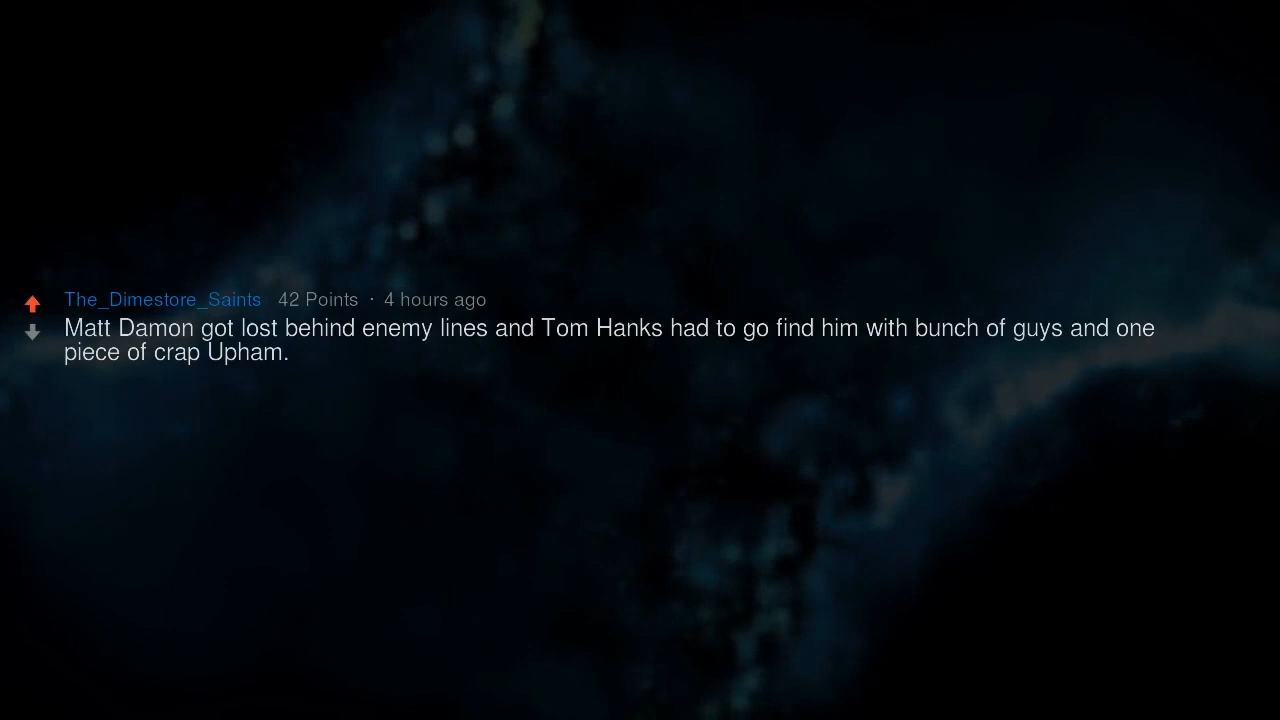 The_Dimestore_Saints 42 Points · 4 hours ago
Matt Damon got lost behind enemy lines and Tom Hanks had to go find him with bunch of guys and one
piece of crap Upham.